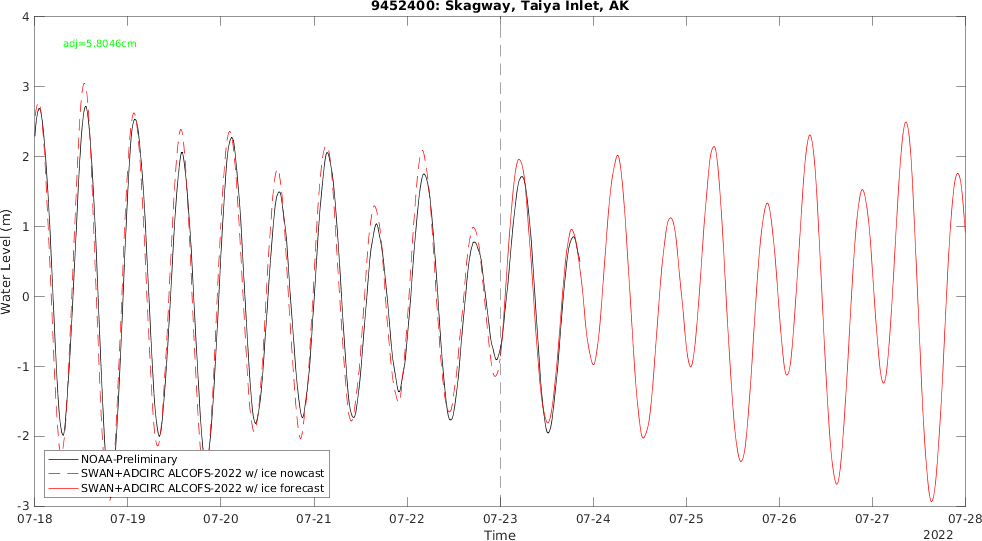 9452400: Skagway, Taiya Inlet, AK
adj=5.8046cm
Water Level (m)
4
3
2
1
0
-1
-2
-3
NOAA-Preliminary
SWAN+ADCIRC ALCOFS-2022 w/ ice nowcast
SWAN+ADCIRC ALCOFS-2022 w/ ice forecast
07-18 07-19 07-20 07-21 07-22 07-23 07-24 07-25 07-26 07-27 07-28
Time
2022